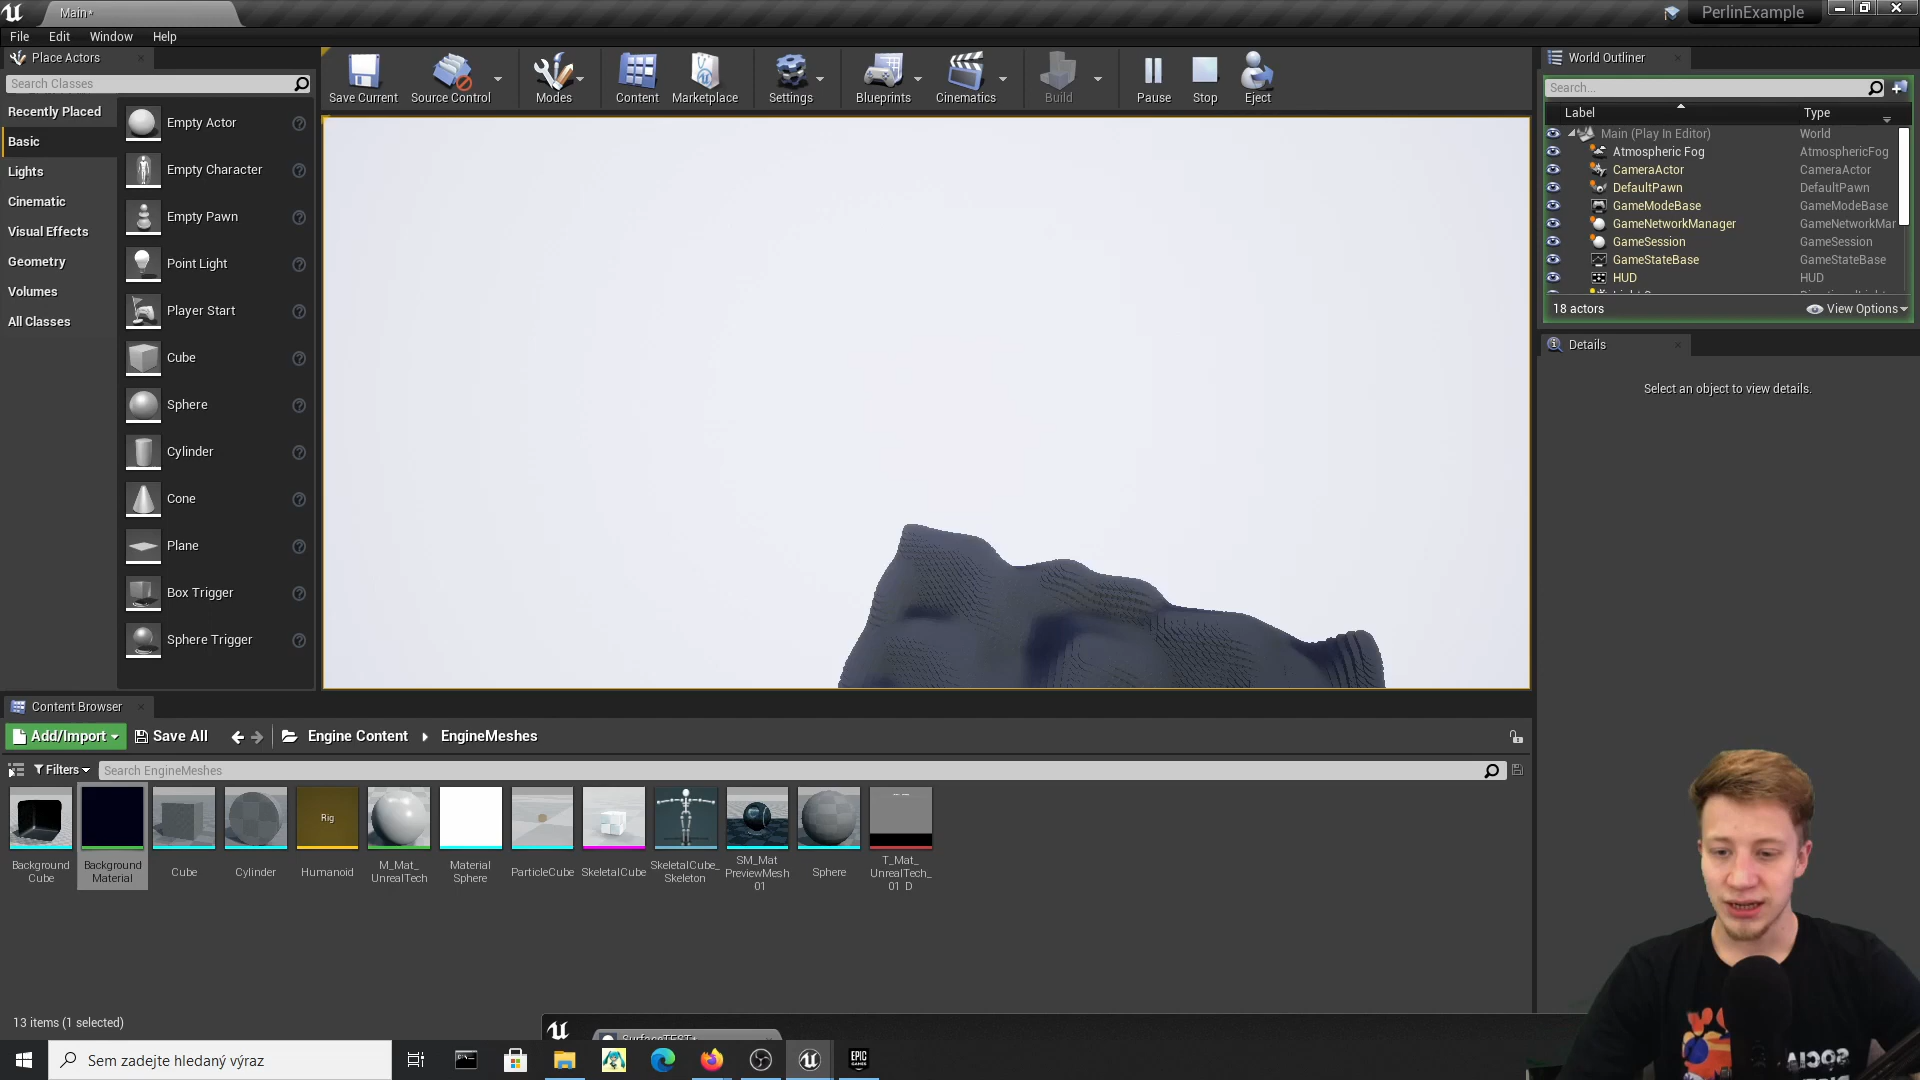 Main*
PerlinExample
File Edit Window Help
Place Actors
Search Classes
Recently Placed
Basic
Lights
Cinematic
Visual Effects
Geometry
Volumes
All Classes
Empty Actor
Empty Character
Empty Pawn
Point Light
Player Start
Cube
Sphere
Cylinder
Cone
Plane
Box Trigger
Sphere Trigger
Save Current
Source Control
Modes
Content
Marketplace
Settings
Blueprints
Cinematics
Build
Pause
Stop
Eject
World Outliner
Search...
Label Type
Main (Play In Editor) World
Atmospheric Fog AtmosphericFog
CameraActor CameraActor
DefaultPawn DefaultPawn
GameModeBase GameModeBase
GameNetworkManager GameNetworkMar
GameSession GameSession
GameStateBase GameStateBase
HUD HUD
18 actors View Options
Details
Select an object to view details.
Content Browser
Add/Import Save All Engine Content EngineMeshes
Filters Search EngineMeshes
Rig
Background
Cube
Background
Material
Cube
Cylinder
Humanoid
M_Mat_
UnrealTech
Material
Sphere
ParticleCube
SkeletalCube
SkeletalCube_
Skeleton
SM_Mat
PreviewMesh
01
Sphere
T_Mat_
UnrealTech_
01 D
13 items (1 selected)
SurfaceTEST*
Sem zadejte hledaný výraz
EPIC
GAMES
SOCIA